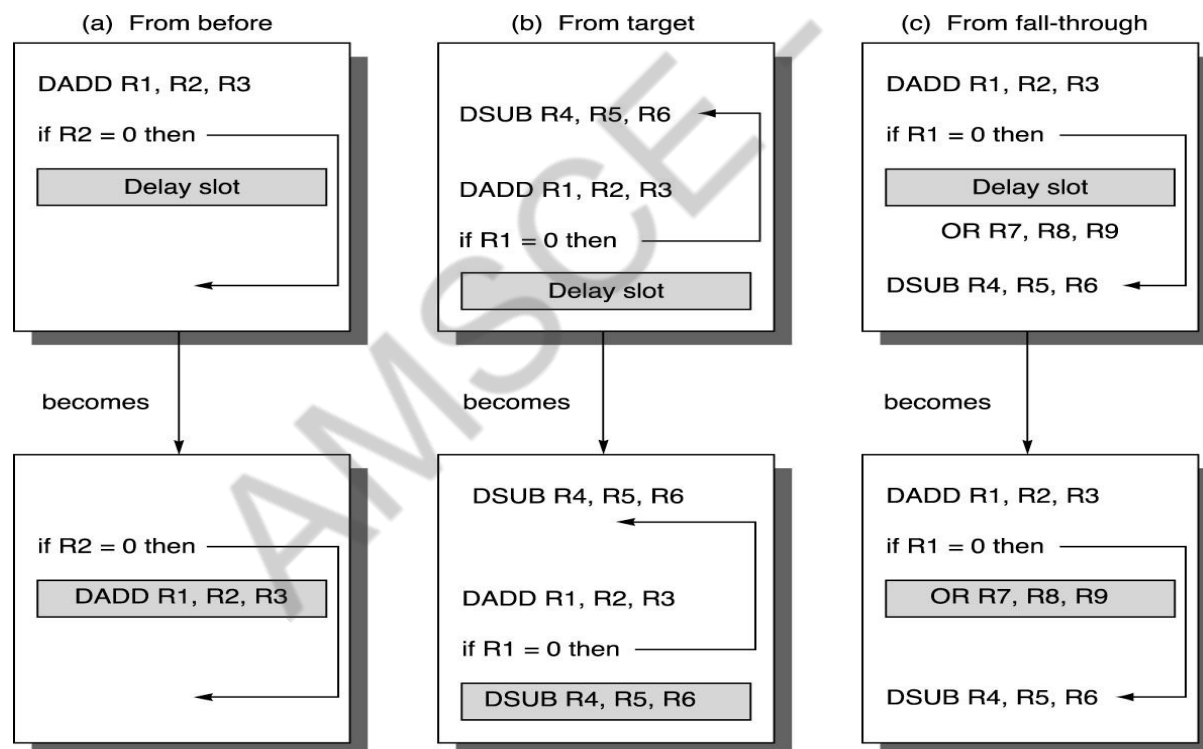 (a) From before
DADD R1, R2, R3
if R2 = 0 then
Delay slot
becomes
if R2 = 0 then
DADD R1, R2, R3
(b) From target
DSUB R4, R5, R6
DADD R1, R2, R3
if R1 = 0 then
Delay slot
becomes
DSUB R4, R5, R6
DADD R1, R2, R3
if R1 = 0 then
DSUB R4, R5, R6
(c) From fall-through
DADD R1, R2, R3
if R1 = 0 then
Delay slot
OR R7, R8, R9
DSUB R4, R5, R6
becomes
DADD R1, R2, R3
if R1 = 0 then
OR R7, R8, R9
DSUB R4, R5, R6
AMSCE -